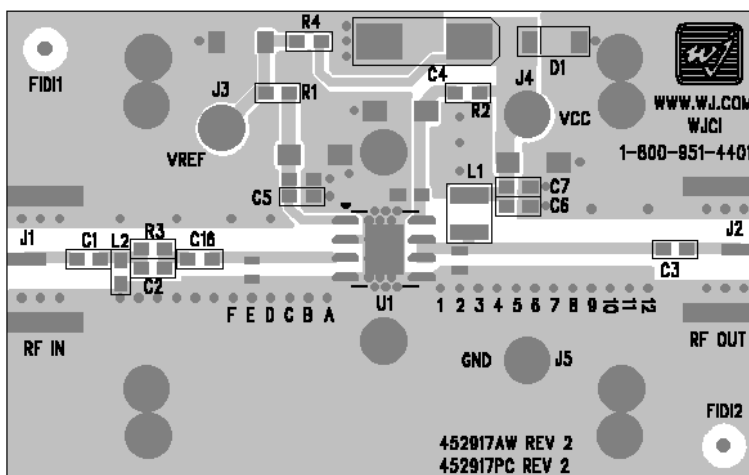 R4
FIDI1
J3
C4
J4
D1
WJ
WWW.WJ.COM
WJCI
1-800-951-4401
R1
R2
VCC
VREF
L1
C5
C7
C6
J1
C1
L2
R3
C16
C2
J2
C3
U1
F E D C B A
1 2 3 4 5 6 7 8 9 10 11 12
RF IN
RF OUT
GND
J5
FIDI2
452917AW REV 2
452917PC REV 2